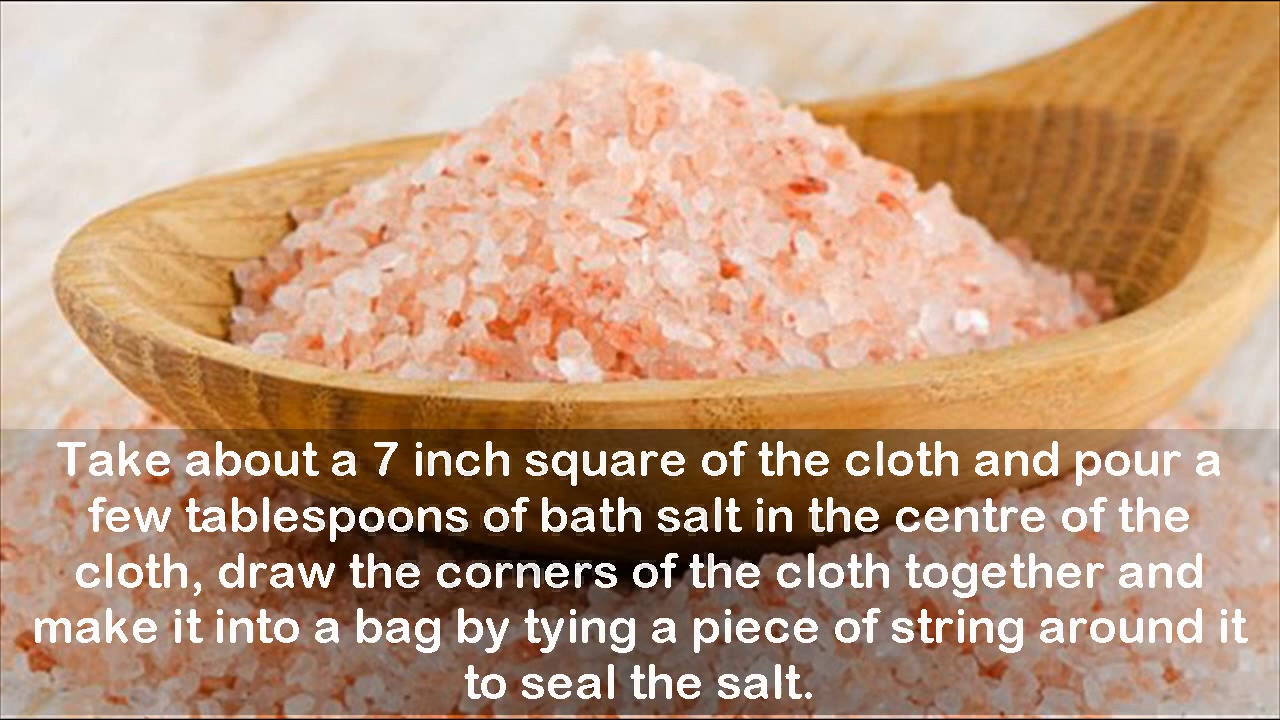 Take about a 7 inch square of the cloth and pour a
few tablespoons of bath salt in the centre of the
cloth, draw the corners of the cloth together and
make it into a bag by tying a piece of string around it
to seal the salt.